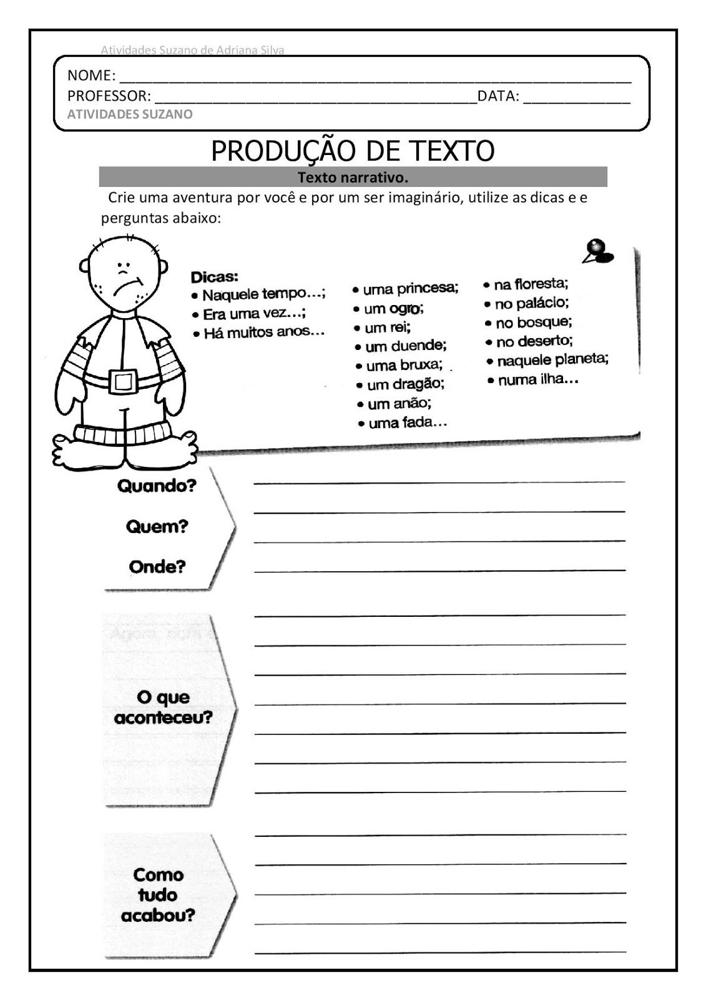 Atividades Suzano de Adriana Silva
NOME: ______________________________________________________________
PROFESSOR: _______________________________________DATA: _____________
ATIVIDADES SUZANO
PRODUÇÃO DE TEXTO
Texto narrativo.
Crie uma aventura por você e por um ser imaginário, utilize as dicas e e
perguntas abaixo:
Dicas:
• Naquele tempo...;
• Era uma vez...;
• Há muitos anos...
• uma princesa;
• um ogro;
• um rei;
• um duende;
• uma bruxa;
• um dragão;
• um anão;
• uma fada...
• na floresta;
• no palácio;
• no bosque;
• no deserto;
• naquele planeta;
• numa ilha...
Quando?
Quem?
Onde?
Agora
O que
aconteceu?
Como
tudo
acabou?